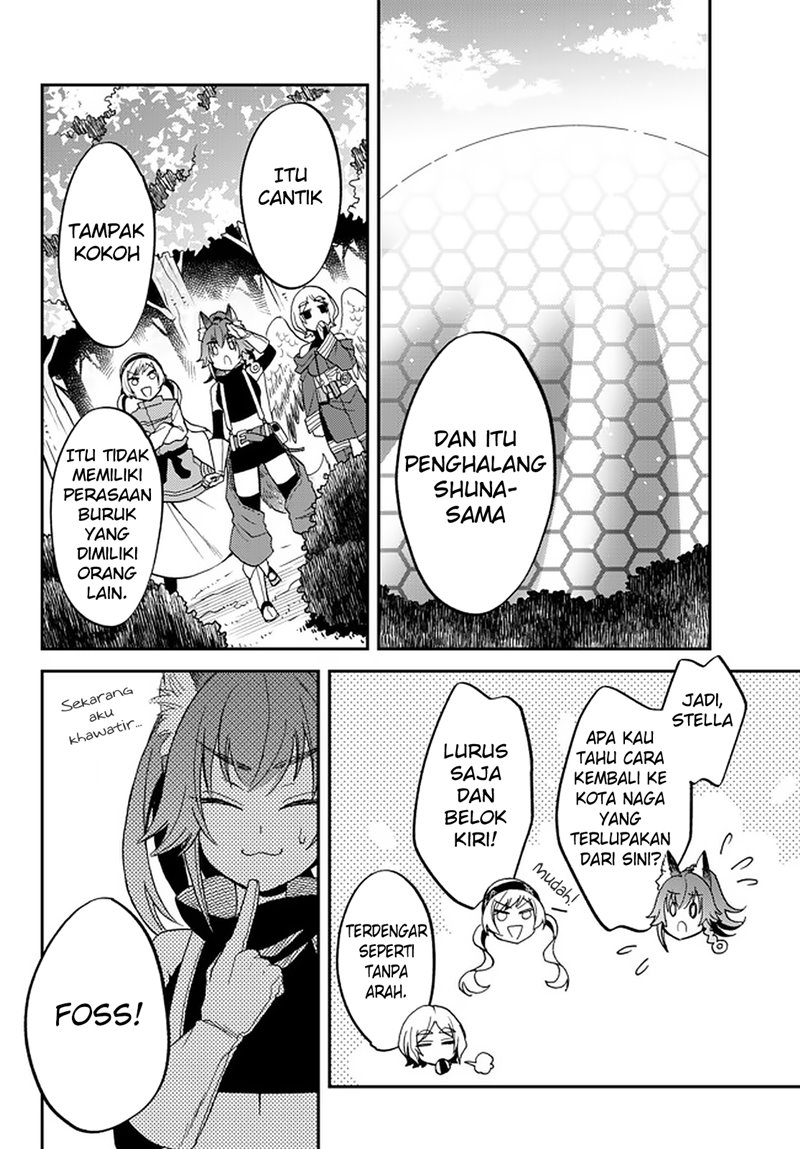 DAN ITU
PENGHALANG
SHUNA-
SAMA
ITU
CANTIK
TAMPAK
KOKOH
ITU TIDAK
MEMILIKI
PERASAAN
BURUK YANG
DIMILIKI
ORANG
LAIN.
JADI,
STELLA
APA KAU
TAHU CARA
KEMBALI KE
KOTA NAGA
YANG
TERLUPAKAN
DARI SINI?
LURUS
SAJA
DAN
BELOK
KIRI!
Mudah!
TERDENGAR
SEPERTI
TANPA
ARAH.
Sekarang
aku
khawatir...
FOSS!